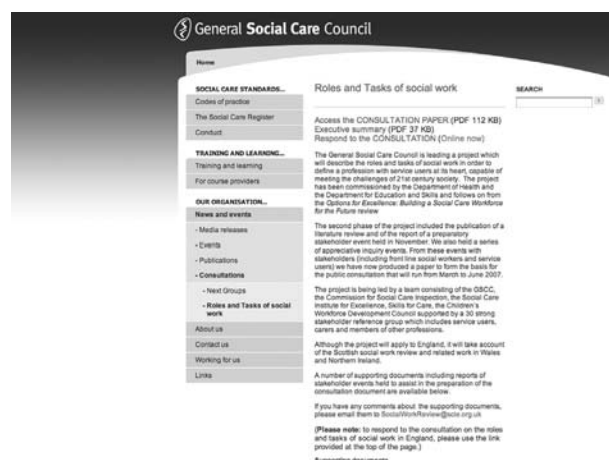 General Social Care Council
Home
SOCIAL CARE STANDARDS...
Codes of practice
The Social Care Register
Conduct
TRAINING AND LEARNING...
Training and learning
For course providers
OUR ORGANISATION...
News and events
- Media releases
- Events
- Publications
- Consultations
- Next Groups
- Roles and Tasks of social
work
About us
Contact us
Working for us
Links
Roles and Tasks of social work
Access the CONSULTATION PAPER (PDF 112 KB)
Executive summary (PDF 37 KB)
Respond to the CONSULTATION (Online now)
The General Social Care Council is leading a project which
will describe the roles and tasks of social work in order to
define a profession with service users at its heart, capable of
meeting the challenges of 21st century society. The project
has been commissioned by the Department of Health and
the Department for Education and Skills and follows on from
the Options for Excellence: Building a Social Care Workforce
for the Future review
The second phase of the project included the publication of a
literature review and of the report of a preparatory
stakeholder event held in November. We also held a series
of appreciative inquiry events. From these events with
stakeholders (including front line social workers and service
users) we have now produced a paper to form the basis for
the public consultation that will run from March to June 2007.
The project is being led by a team consisting of the GSCC,
the Commission for Social Care Inspection, the Social Care
Institute for Excellence, Skills for Care, the Children's
Workforce Development Council supported by a 30 strong
stakeholder reference group which includes service users,
carers and members of other professions.
Although the project will apply to England, it will take account
of the Scottish social work review and related work in Wales
and Northern Ireland.
A number of supporting documents including reports of
stakeholder events held to assist in the preparation of the
consultation document are available below.
If you have any comments about the supporting documents,
please email them to SocialWorkReview@scie.org.uk
(Please note: to respond to the consultation on the roles
and tasks of social work in England, please use the link
provided at the top of the page.)
SEARCH